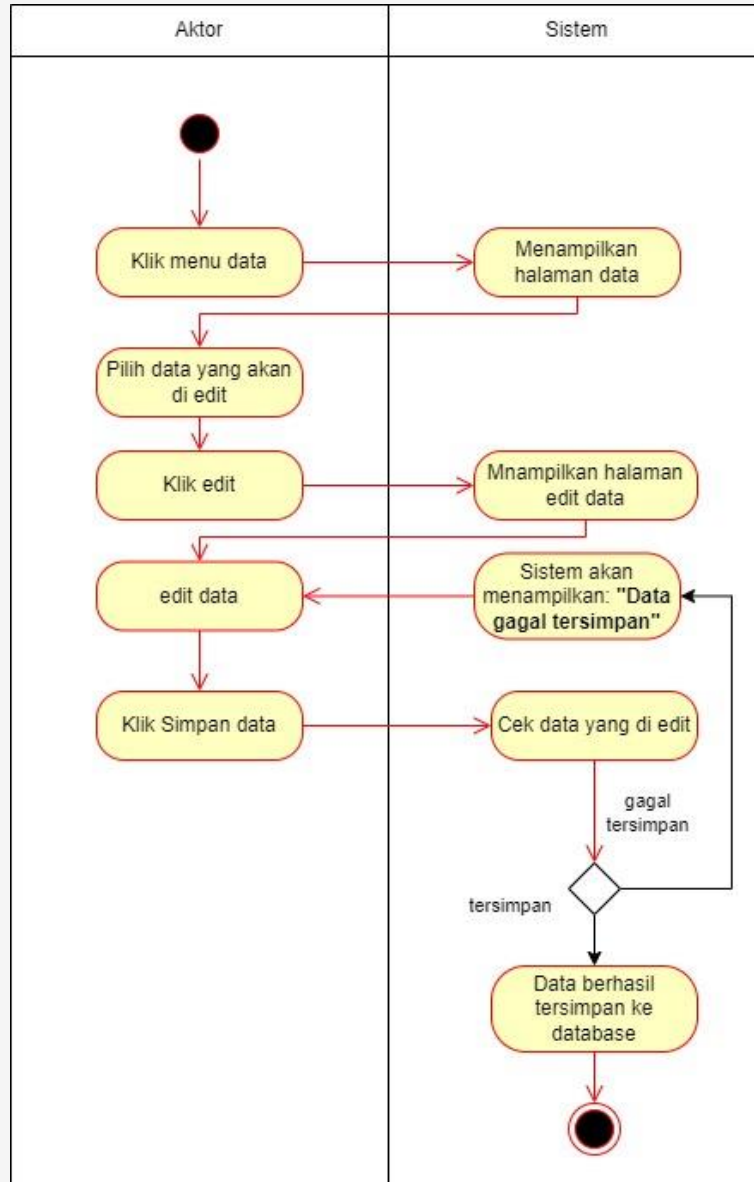 Aktor
Sistem
Klik menu data
Menampilkan
halaman data
Pilih data yang akan
di edit
Klik edit
Mnampilkan halaman
edit data
edit data
Sistem akan
menampilkan: "Data
gagal tersimpan"
Klik Simpan data
Cek data yang di edit
gagal
tersimpan
tersimpan
Data berhasil
tersimpan ke
database